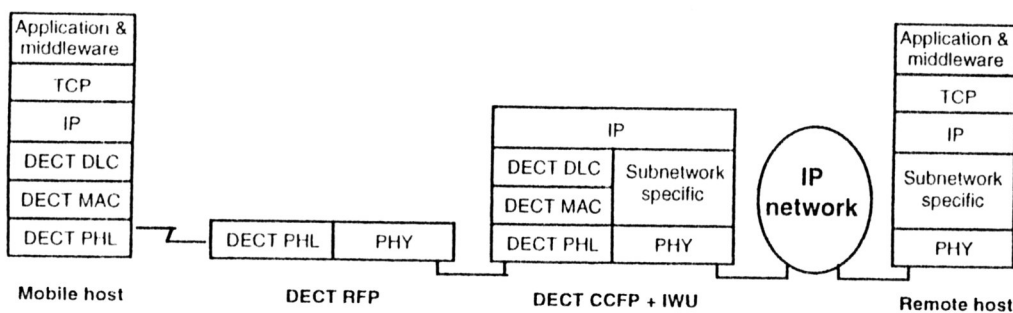 Application &
middleware
TCP
IP
DECT DLC
DECT MAC
DECT PHL
Mobile host
DECT PHL
PHY
DECT RFP
IP
DECT DLC
Subnetwork
specific
DECT MAC
DECT PHL
PHY
DECT CCFP + IWU
IP
network
Application &
middleware
TCP
IP
Subnetwork
specific
PHY
Remote host